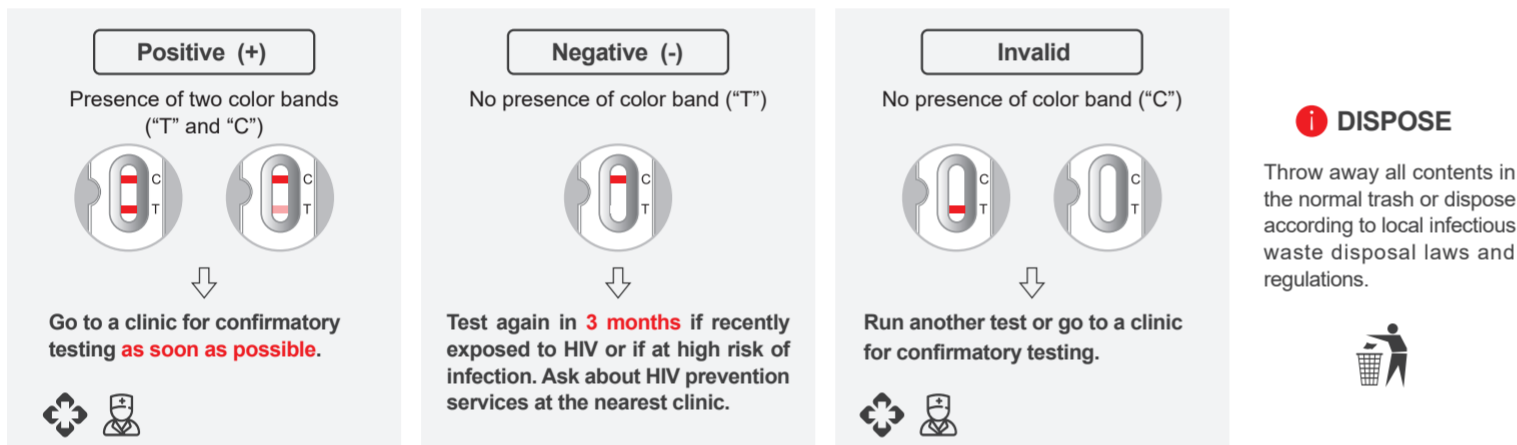 Positive (+)
Presence of two color bands
(“T” and “C”)
C
T
C
T
Go to a clinic for confirmatory
testing as soon as possible.
Negative (-)
No presence of color band (“T”)
C
T
Test again in 3 months if recently
exposed to HIV or if at high risk of
infection. Ask about HIV prevention
services at the nearest clinic.
Invalid
No presence of color band (“C”)
C
T
C
T
Run another test or go to a clinic
for confirmatory testing.
i DISPOSE
Throw away all contents in
the normal trash or dispose
according to local infectious
waste disposal laws and
regulations.